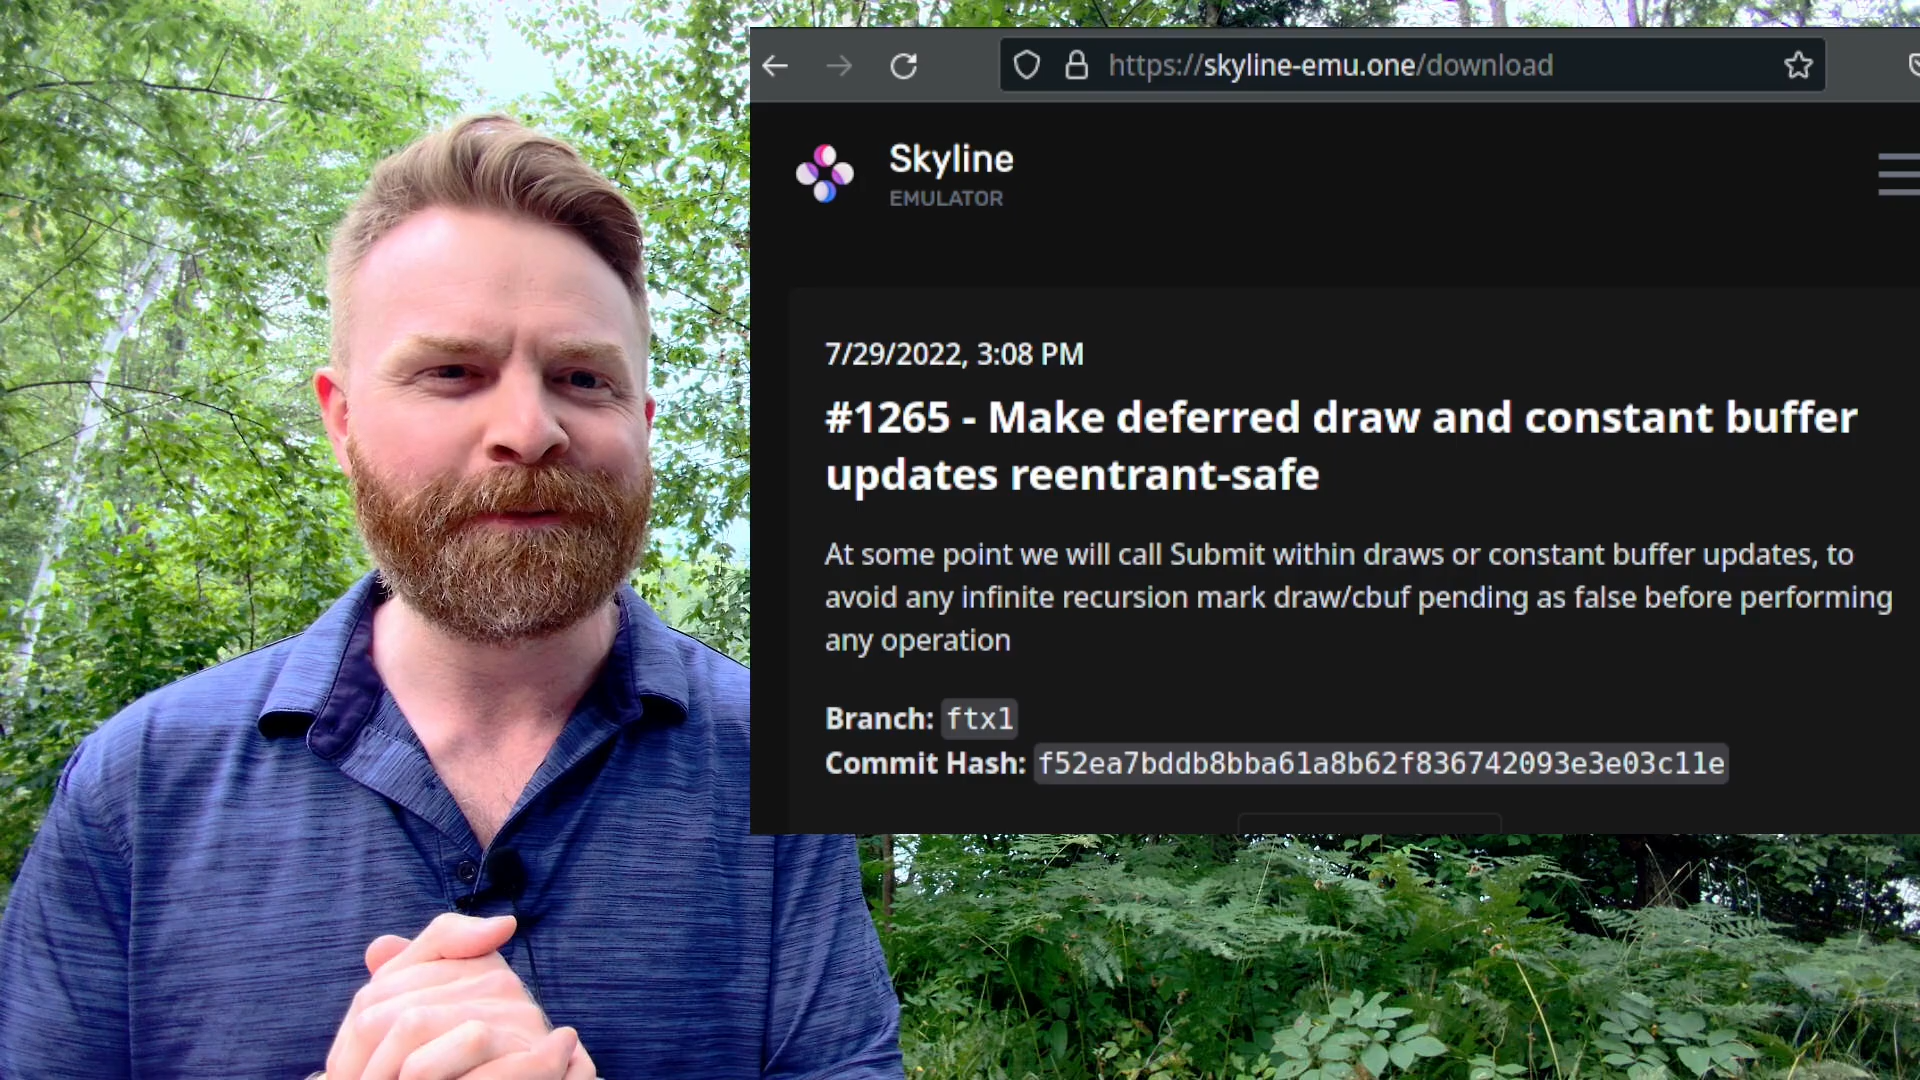 https://skyline-emu.one/download
Skyline
EMULATOR
7/29/2022, 3:08 PM
#1265 - Make deferred draw and constant buffer
updates reentrant-safe
At some point we will call Submit within draws or constant buffer updates, to
avoid any infinite recursion mark draw/cbuf pending as false before performing
any operation
Branch: ftx1
Commit Hash: f52ea7bddb8bba61a8b62f836742093e3e03c11e